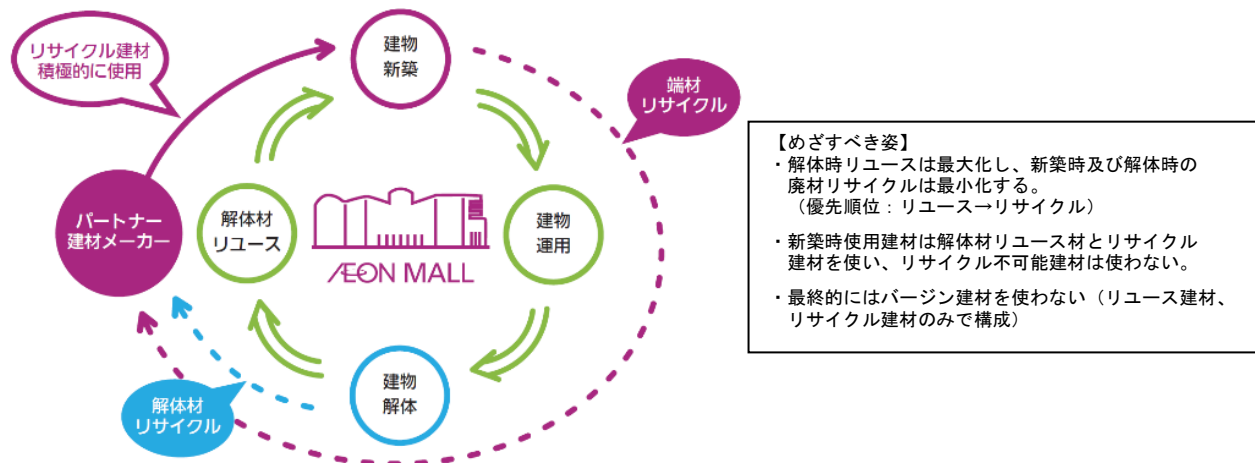 リサイクル建材
積極的に使用
建物
新築
端材
リサイクル
パートナー
建材メーカー
解体材
リユース
ÆON MALL
建物
運用
解体材
リサイクル
建物
解体
【めざすべき姿】
・解体時リユースは最大化し、新築時及び解体時の
廃材リサイクルは最小化する。
（優先順位：リユース→リサイクル）
・新築時使用建材は解体材リユース材とリサイクル
建材を使い、リサイクル不可能建材は使わない。
・最終的にはバージン建材を使わない（リユース建材、
リサイクル建材のみで構成）